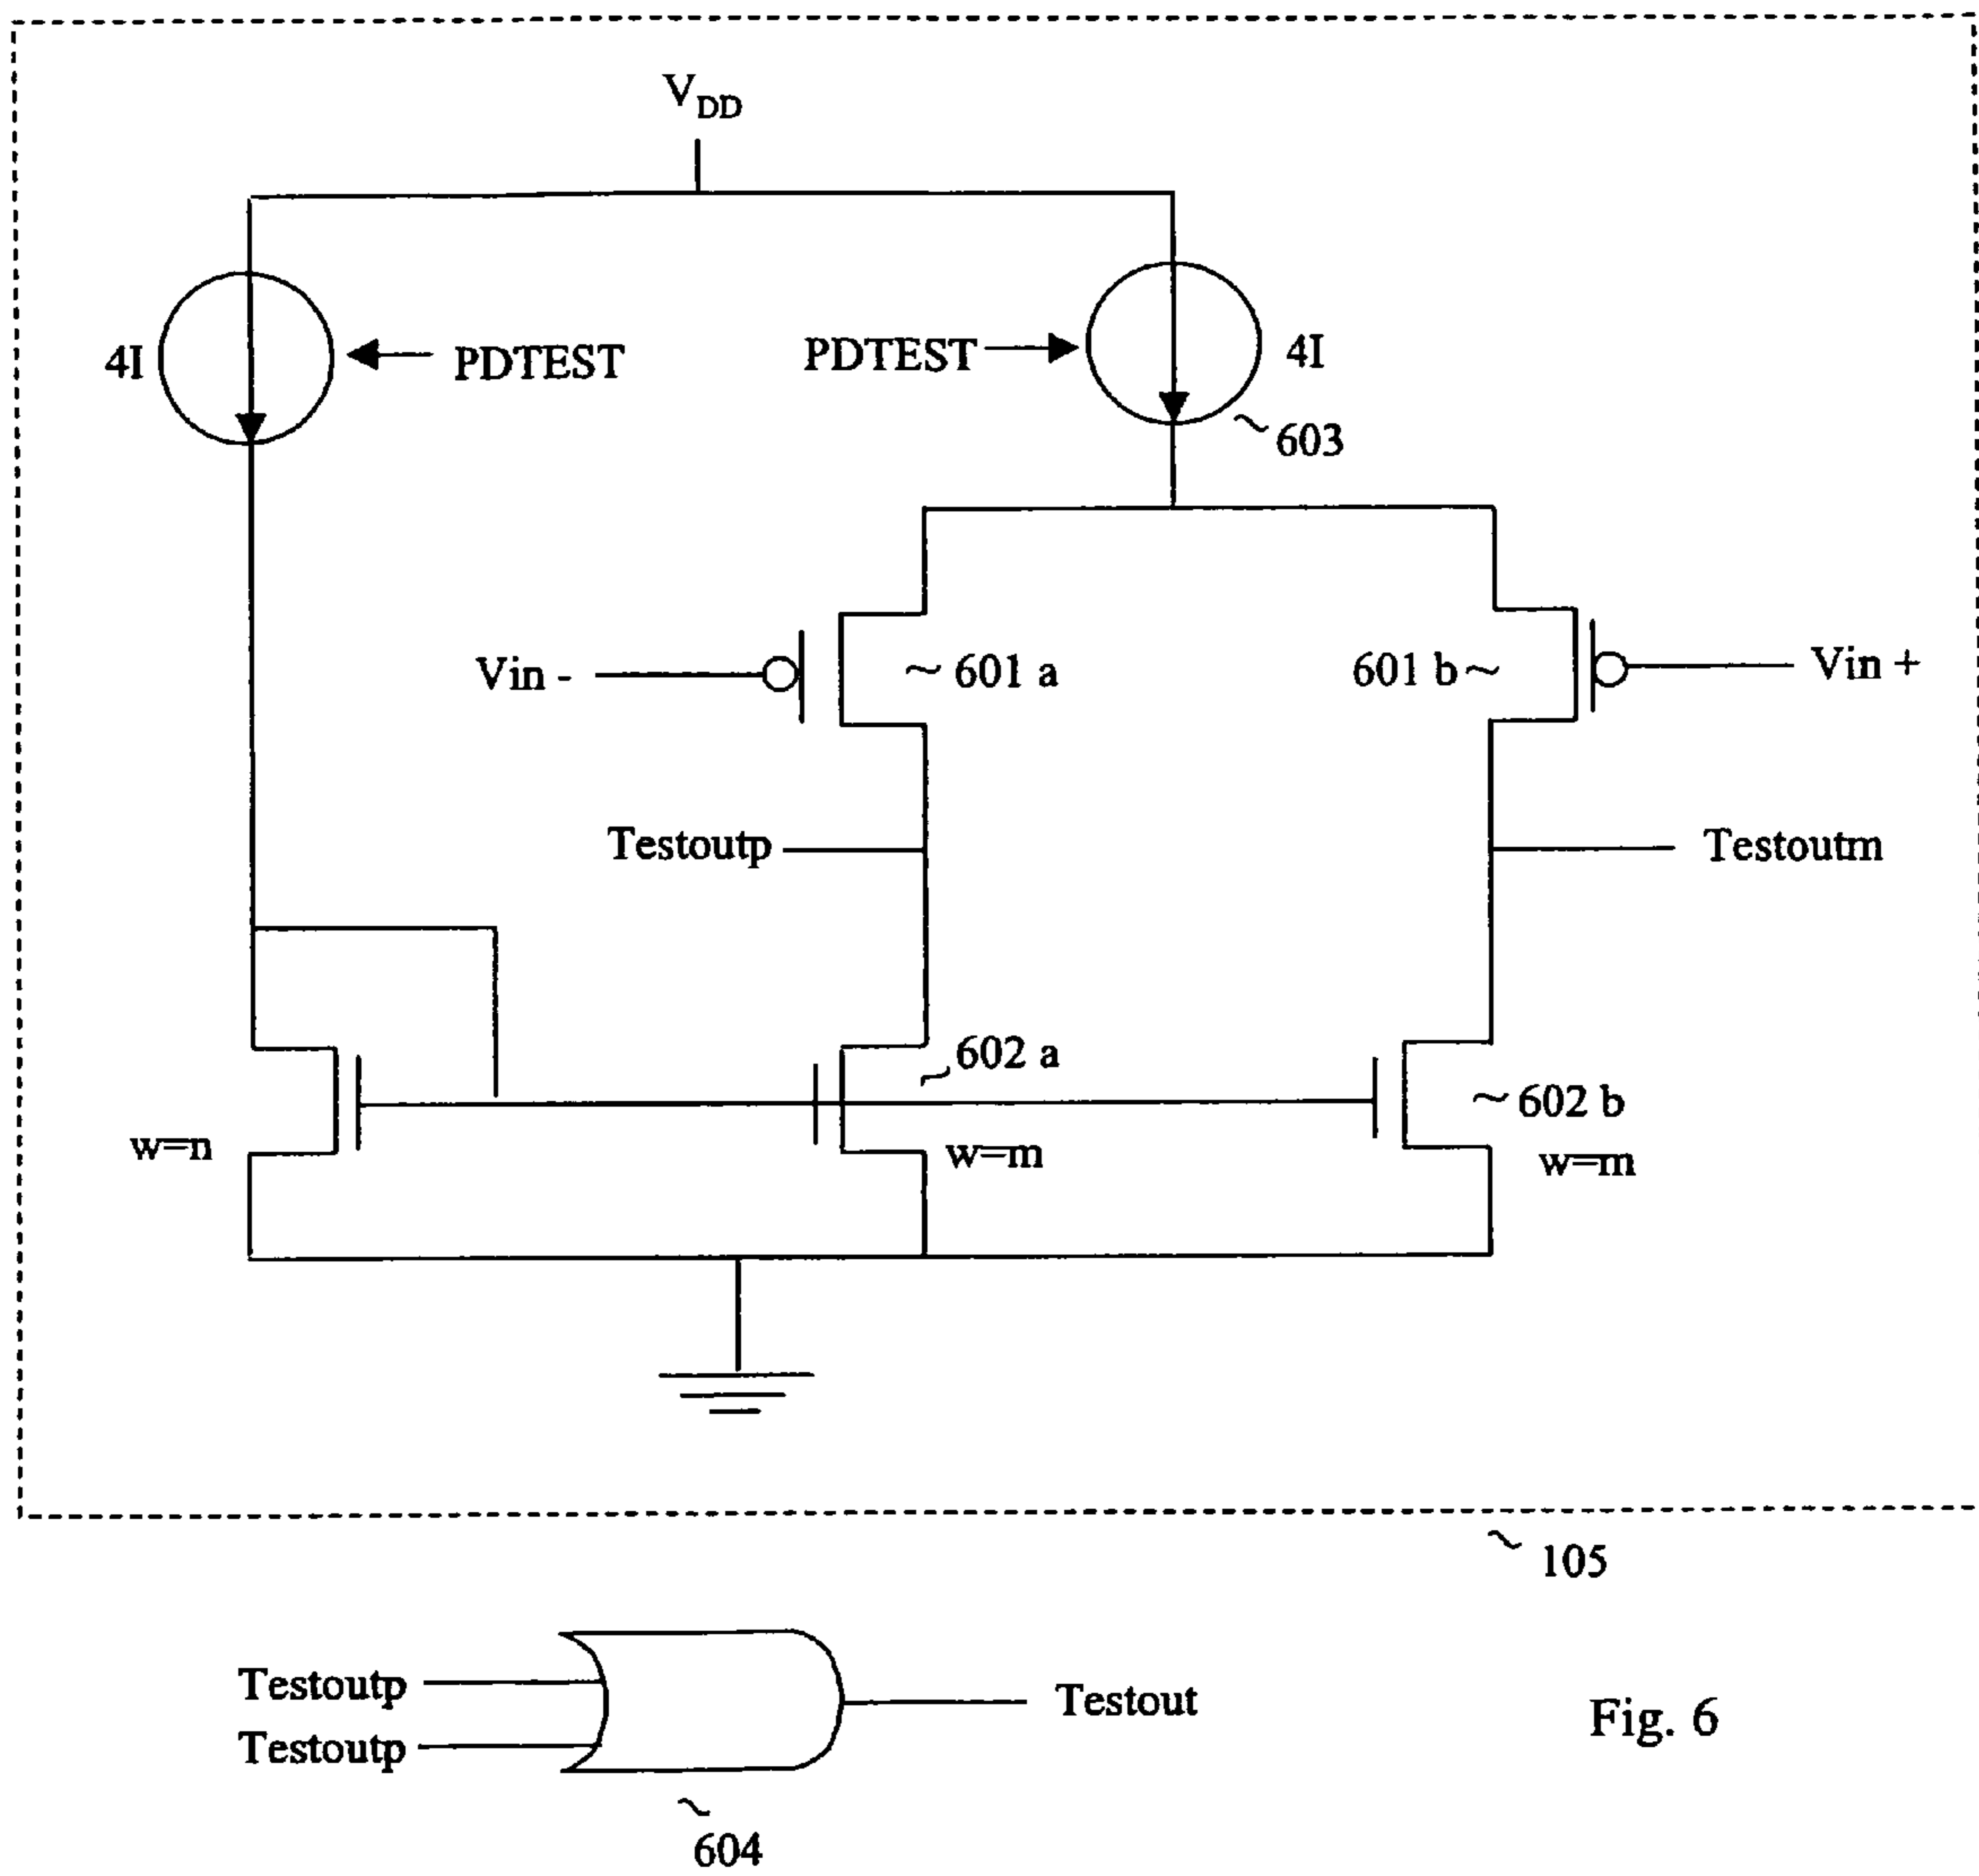 VDD
4I
PDTEST
PDTEST
4I
603
Vin -
601 a
601 b
Vin +
Testoutp
Testoutm
602 a
602 b
w=n
w=m
w=m
105
Testoutp
Testoutp
Testout
604
Fig. 6